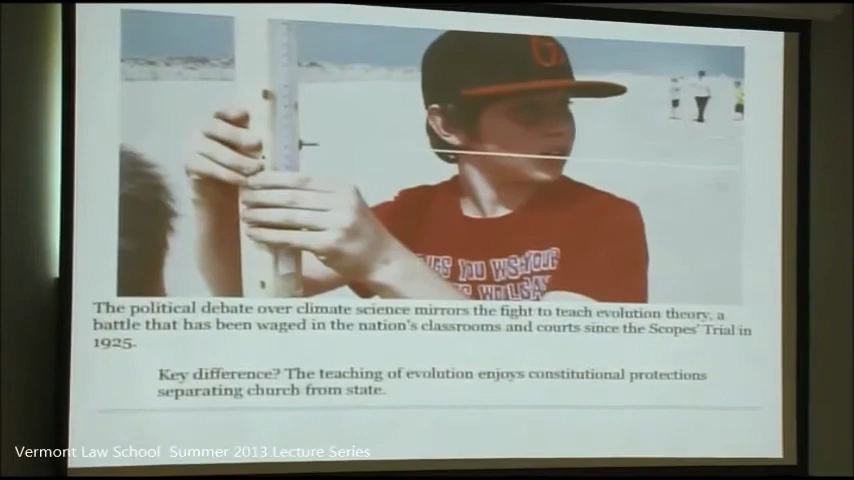 The political debate over climate science mirrors the fight to teach evolution theory, a
battle that has been waged in the nation's classrooms and courts since the Scopes' Trial in
1925.
Key difference? The teaching of evolution enjoys constitutional protections
separating church from state.
Vermont Law School Summer 2013 Lecture Series